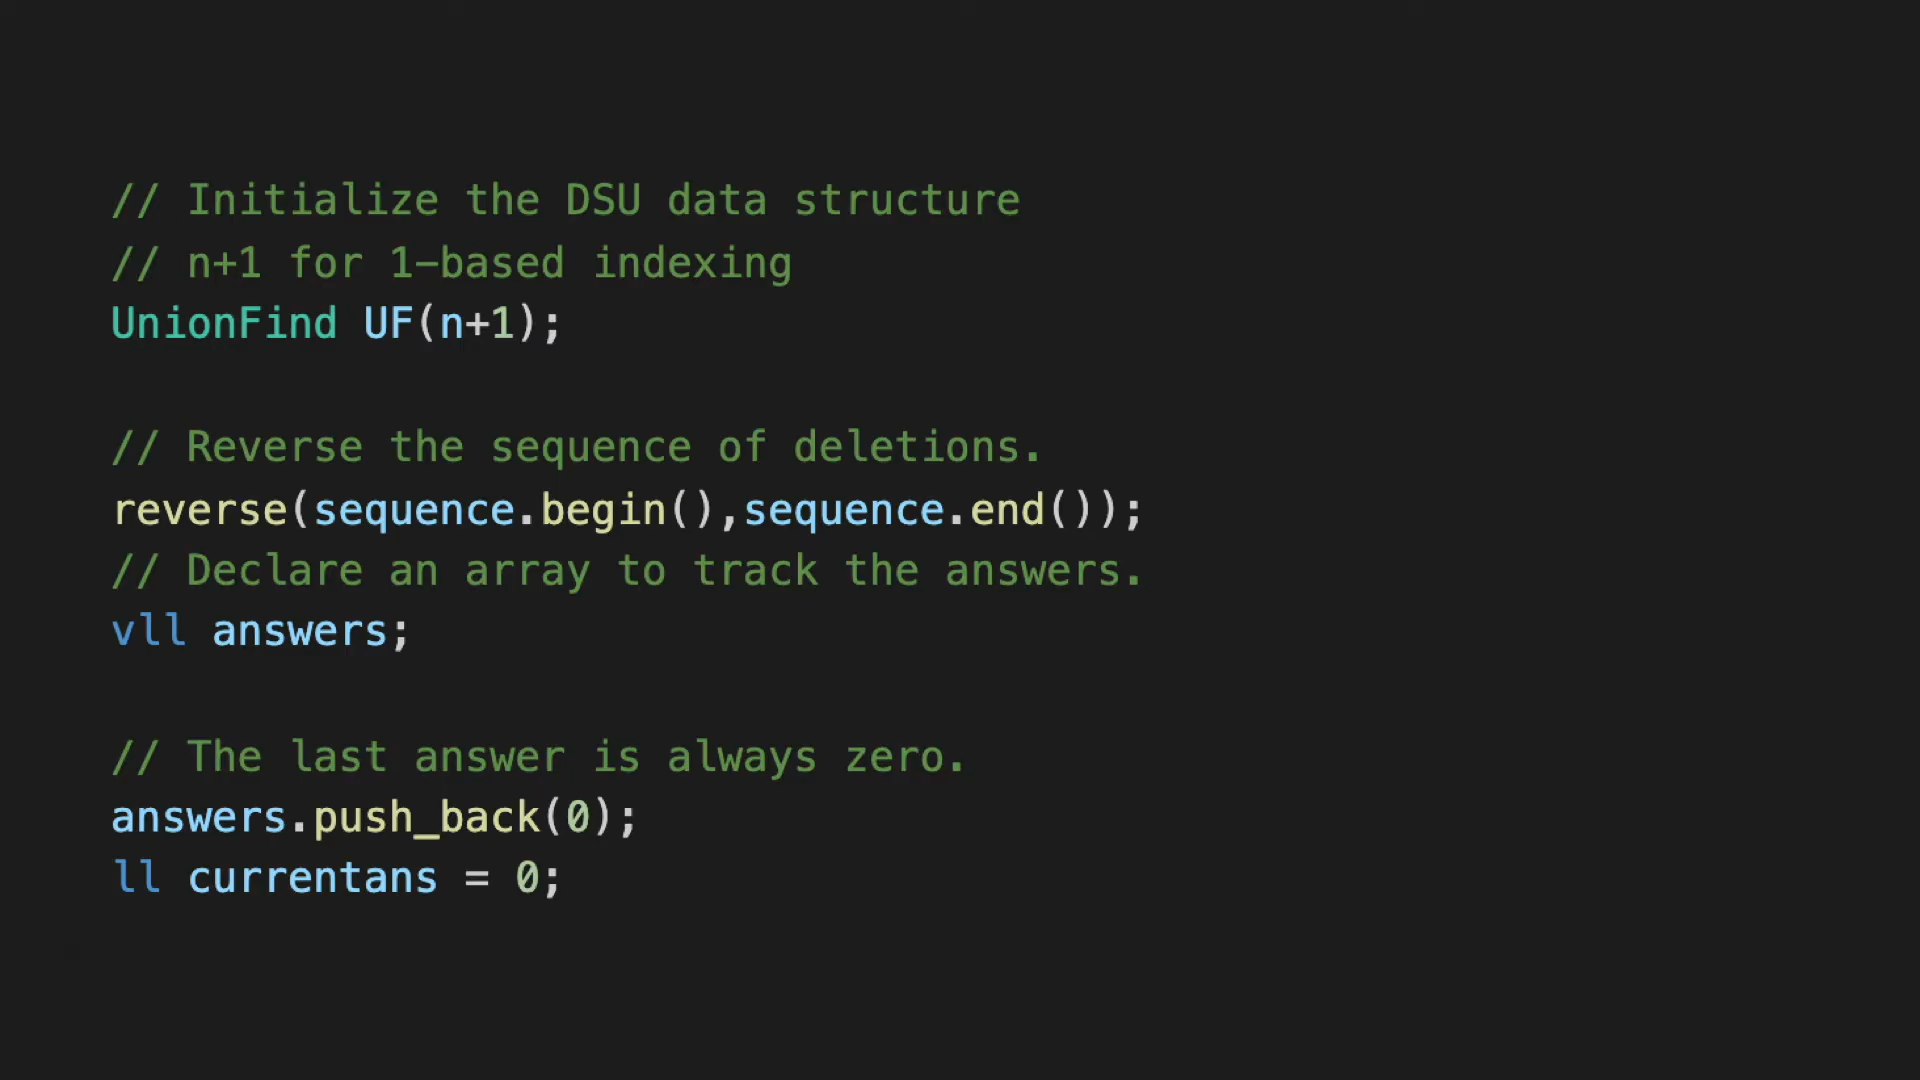 // Initialize the DSU data structure
// n+1 for 1-based indexing
UnionFind UF(n+1);
// Reverse the sequence of deletions.
reverse(sequence.begin(),sequence.end());
// Declare an array to track the answers.
vll answers;
// The last answer is always zero.
answers.push_back(0);
ll currentans = 0;